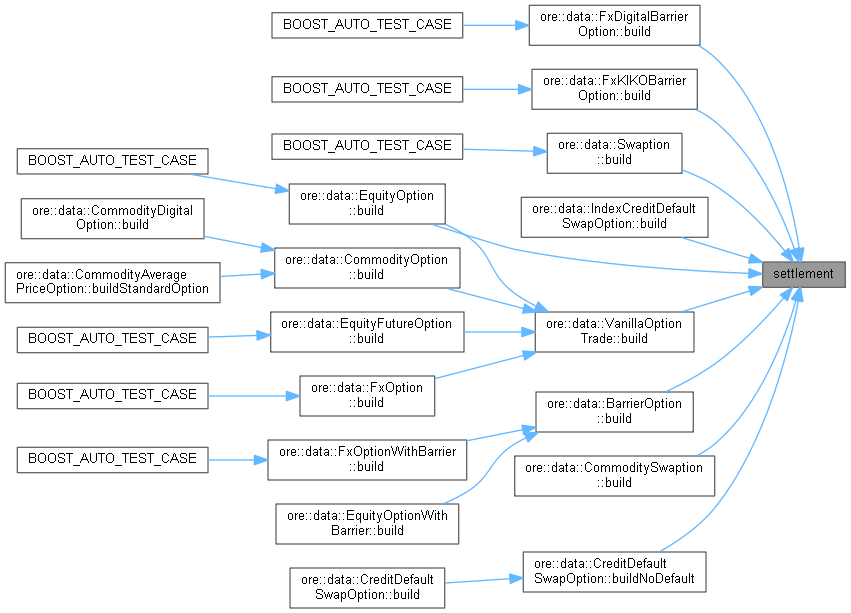 BOOST_AUTO_TEST_CASE
ore::data::FxDigitalBarrier
Option::build
BOOST_AUTO_TEST_CASE
ore::data::FxKIKOBarrier
Option::build
BOOST_AUTO_TEST_CASE
ore::data::Swaption
::build
BOOST_AUTO_TEST_CASE
ore::data::EquityOption
::build
ore::data::IndexCreditDefault
SwapOption::build
ore::data::CommodityDigital
Option::build
ore::data::CommodityOption
::build
settlement
ore::data::CommodityAverage
PriceOption::buildStandardOption
ore::data::EquityFutureOption
::build
ore::data::VanillaOption
Trade::build
BOOST_AUTO_TEST_CASE
ore::data::FxOption
::build
BOOST_AUTO_TEST_CASE
ore::data::BarrierOption
::build
ore::data::FxOptionWithBarrier
::build
BOOST_AUTO_TEST_CASE
ore::data::CommoditySwaption
::build
ore::data::EquityOptionWith
Barrier::build
ore::data::CreditDefault
SwapOption::buildNoDefault
ore::data::CreditDefault
SwapOption::build